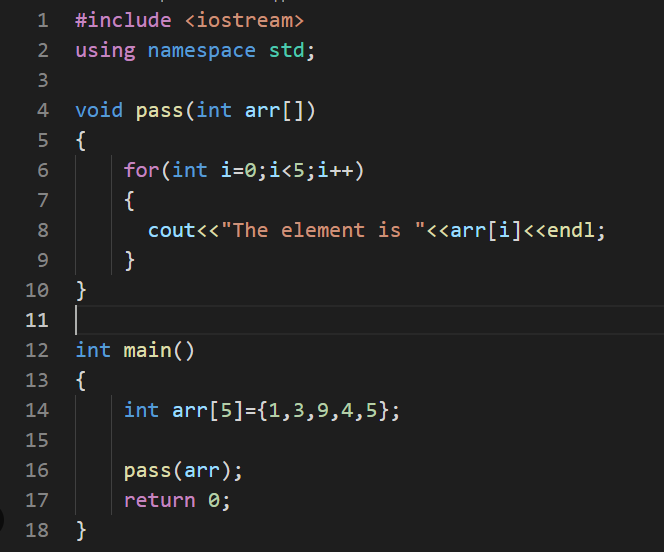 1 #include <iostream>
2 using namespace std;
3
4 void pass(int arr[])
5 {
6     for(int i=0;i<5;i++)
7     {
8       cout<<"The element is "<<arr[i]<<endl;
9     }
10 }
11
12 int main()
13 {
14     int arr[5]={1,3,9,4,5};
15
16     pass(arr);
17     return 0;
18 }